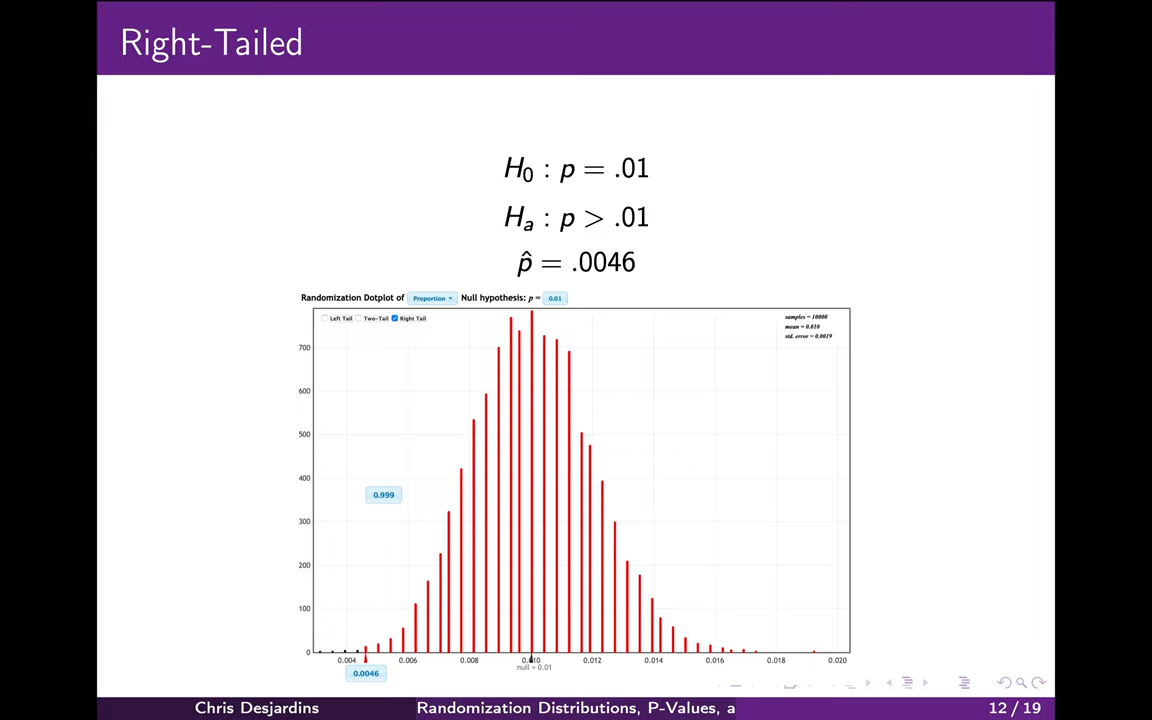 Right-Tailed
H₀ : p = .01
Hₐ : p > .01
p̂ = .0046
Randomization Dotplot of Proportion Null hypothesis: p = 0.01
Left Tail Two-Tail Right Tail
samples = 10000
mean = 0.010
std. error = 0.0019
700
600
500
400
300
200
100
0
0.999
0.004 0.006 0.008 0.010 0.012 0.014 0.016 0.018 0.020
null = 0.01
0.0046
Chris Desjardins Randomization Distributions, P-Values, a 12 / 19